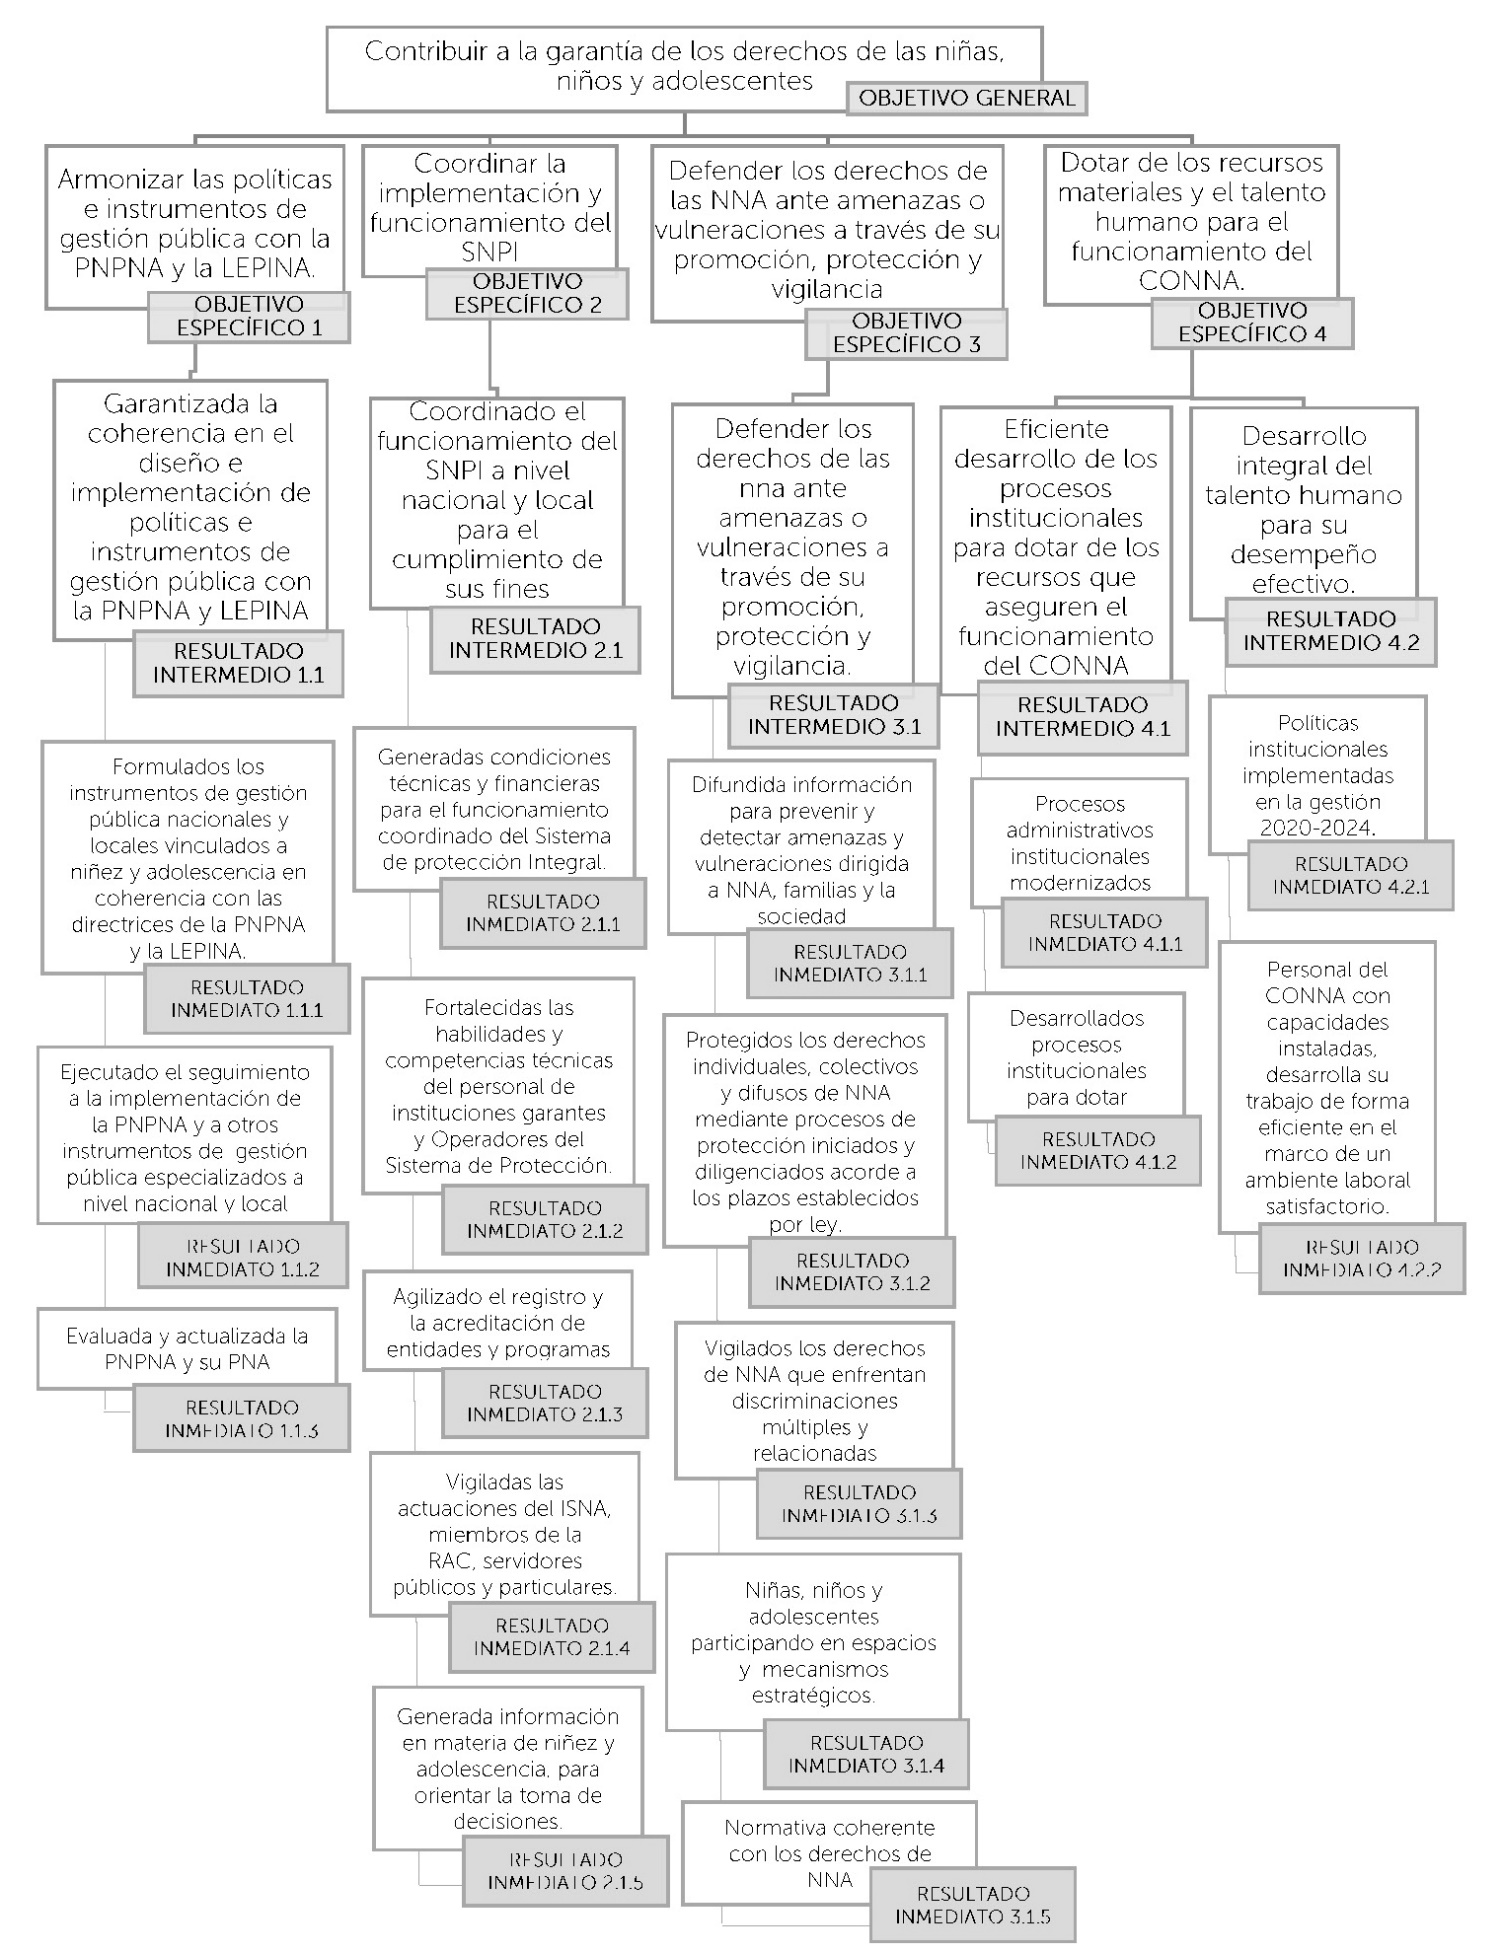 Contribuir a la garantía de los derechos de las niñas,
niños y adolescentes
OBJETIVO GENERAL
Armonizar las políticas
e instrumentos de
gestión pública con la
PNPNA y la LEPINA.
OBJETIVO
ESPECÍFICO 1
Garantizada la
coherencia en el
diseño e
implementación de
políticas e
instrumentos de
gestión pública con
la PNPNA y LEPINA
RESULTADO
INTERMEDIO 1.1
Formulados los
instrumentos de gestión
pública nacionales y
locales vinculados a
niñez y adolescencia en
coherencia con las
directrices de la PNPNA
y la LEPINA.
RESULTADO
INMEDIATO 1.1.1
Ejecutado el seguimiento
a la implementación de
la PNPNA y a otros
instrumentos de gestión
pública especializados a
nivel nacional y local
RESULTADO
INMEDIATO 1.1.2
Evaluada y actualizada la
PNPNA y su PNA
RESULTADO
INMEDIATO 1.1.3
Coordinar la
implementación y
funcionamiento del
SNPI
OBJETIVO
ESPECÍFICO 2
Coordinado el
funcionamiento del
SNPI a nivel
nacional y local
para el
cumplimiento de
sus fines
RESULTADO
INTERMEDIO 2.1
Generadas condiciones
técnicas y financieras
para el funcionamiento
coordinado del Sistema
de protección Integral.
RESULTADO
INMEDIATO 2.1.1
Fortalecidas las
habilidades y
competencias técnicas
del personal de
instituciones garantes
y Operadores del
Sistema de Protección.
RESULTADO
INMEDIATO 2.1.2
Agilizado el registro y
la acreditación de
entidades y programas
RESULTADO
INMEDIATO 2.1.3
Vigiladas las
actuaciones del ISNA,
miembros de la
RAC, servidores
públicos y particulares.
RESULTADO
INMEDIATO 2.1.4
Generada información
en materia de niñez y
adolescencia, para
orientar la toma de
decisiones.
RESULTADO
INMEDIATO 2.1.5
Defender los derechos de
las NNA ante amenazas o
vulneraciones a través de su
promoción, protección y
vigilancia
OBJETIVO
ESPECÍFICO 3
Defender los
derechos de las
nna ante
amenazas o
vulneraciones a
través de su
promoción,
protección y
vigilancia.
RESULTADO
INTERMEDIO 3.1
Difundida información
para prevenir y
detectar amenazas y
vulneraciones dirigida
a NNA, familias y la
sociedad
RESULTADO
INMEDIATO 3.1.1
Protegidos los derechos
individuales, colectivos
y difusos de NNA
mediante procesos de
protección iniciados y
diligenciados acorde a
los plazos establecidos
por ley.
RESULTADO
INMEDIATO 3.1.2
Vigilados los derechos
de NNA que enfrentan
discriminaciones
múltiples y
relacionadas
RESULTADO
INMEDIATO 3.1.3
Niñas, niños y
adolescentes
participando en espacios
y mecanismos
estratégicos.
RESULTADO
INMEDIATO 3.1.4
Normativa coherente
con los derechos de
NNA
RESULTADO
INMEDIATO 3.1.5
Dotar de los recursos
materiales y el talento
humano para el
funcionamiento del
CONNA.
OBJETIVO
ESPECÍFICO 4
Eficiente
desarrollo de los
procesos
institucionales
para dotar de los
recursos que
aseguren el
funcionamiento
del CONNA
RESULTADO
INTERMEDIO 4.1
Procesos
administrativos
institucionales
modernizados
RESULTADO
INMEDIATO 4.1.1
Desarrollados
procesos
institucionales
para dotar
RESULTADO
INMEDIATO 4.1.2
Desarrollo
integral del
talento humano
para su
desempeño
efectivo.
RESULTADO
INTERMEDIO 4.2
Políticas
institucionales
implementadas
en la gestión
2020-2024.
RESULTADO
INMEDIATO 4.2.1
Personal del
CONNA con
capacidades
instaladas,
desarrolla su
trabajo de forma
eficiente en el
marco de un
ambiente laboral
satisfactorio.
RESULTADO
INMEDIATO 4.2.2